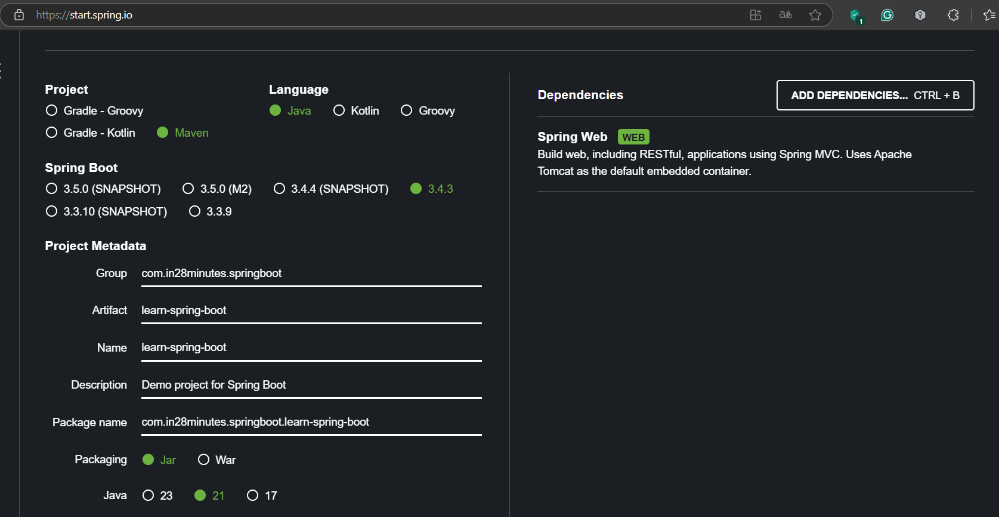 https://start.spring.io
1
Project
Gradle - Groovy
Gradle - Kotlin Maven
Language
Java Kotlin Groovy
Spring Boot
3.5.0 (SNAPSHOT) 3.5.0 (M2) 3.4.4 (SNAPSHOT) 3.4.3
3.3.10 (SNAPSHOT) 3.3.9
Project Metadata
Group com.in28minutes.springboot
Artifact learn-spring-boot
Name learn-spring-boot
Description Demo project for Spring Boot
Package name com.in28minutes.springboot.learn-spring-boot
Packaging Jar War
Java 23 21 17
Dependencies ADD DEPENDENCIES... CTRL + B
Spring Web WEB
Build web, including RESTful, applications using Spring MVC. Uses Apache
Tomcat as the default embedded container.